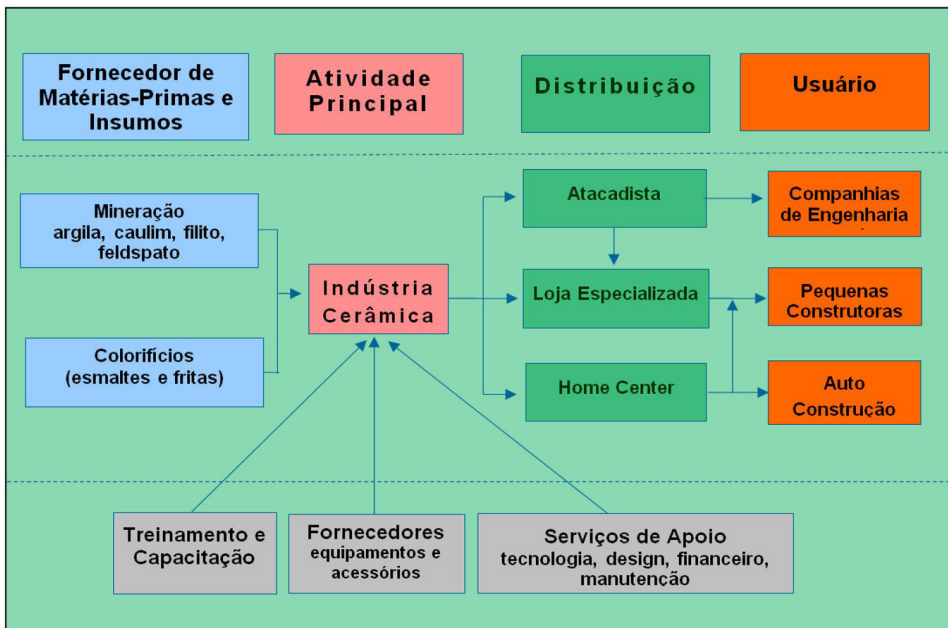 Fornecedor de
Matérias-Primas e
Insumos
Atividade
Principal
Distribuição
Usuário
Mineração
argila, caulim, filito,
feldspato
Colorifícios
(esmaltes e fritas)
Indústria
Cerâmica
Atacadista
Loja Especializada
Home Center
Companhias
de Engenharia
Pequenas
Construtoras
Auto
Construção
Treinamento e
Capacitação
Fornecedores
equipamentos e
acessórios
Serviços de Apoio
tecnologia, design, financeiro,
manutenção